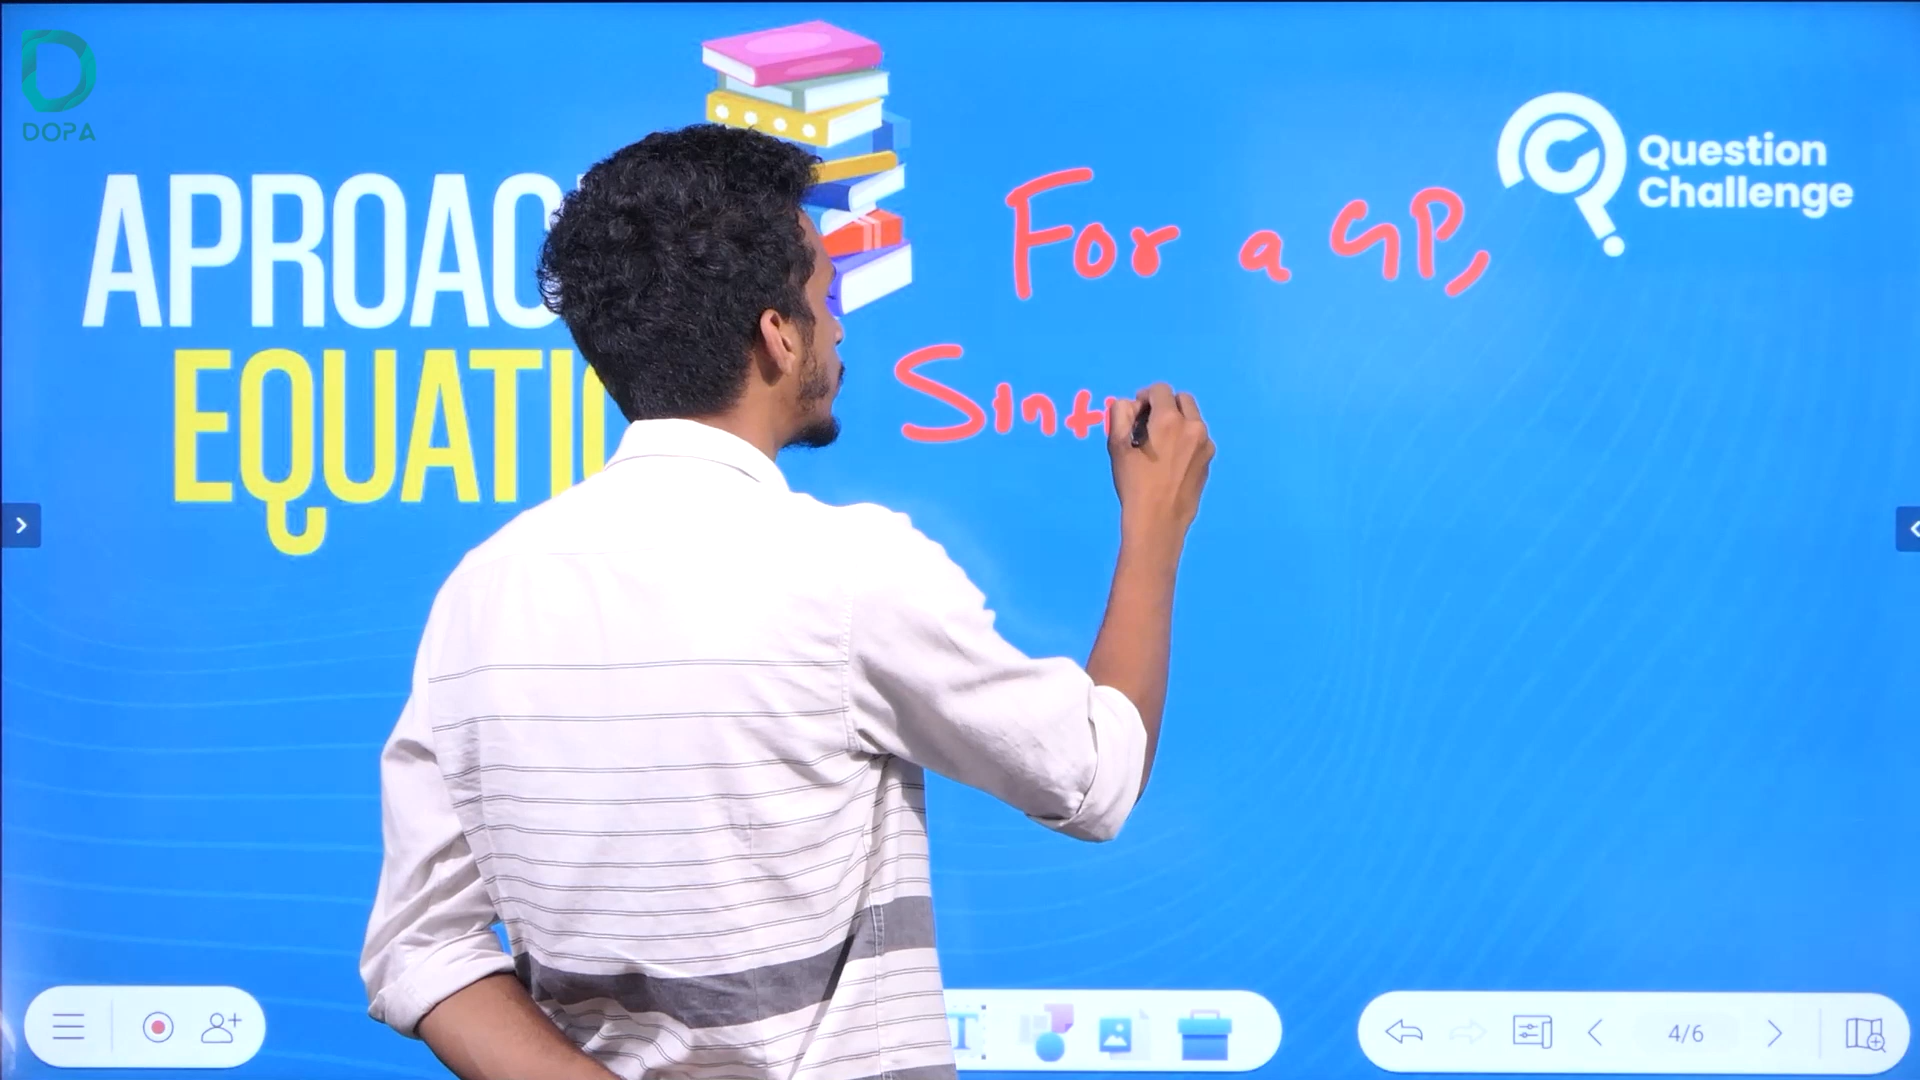 DOPA
APROAC
EQUATI
For a GP,
Question
Challenge
4/6